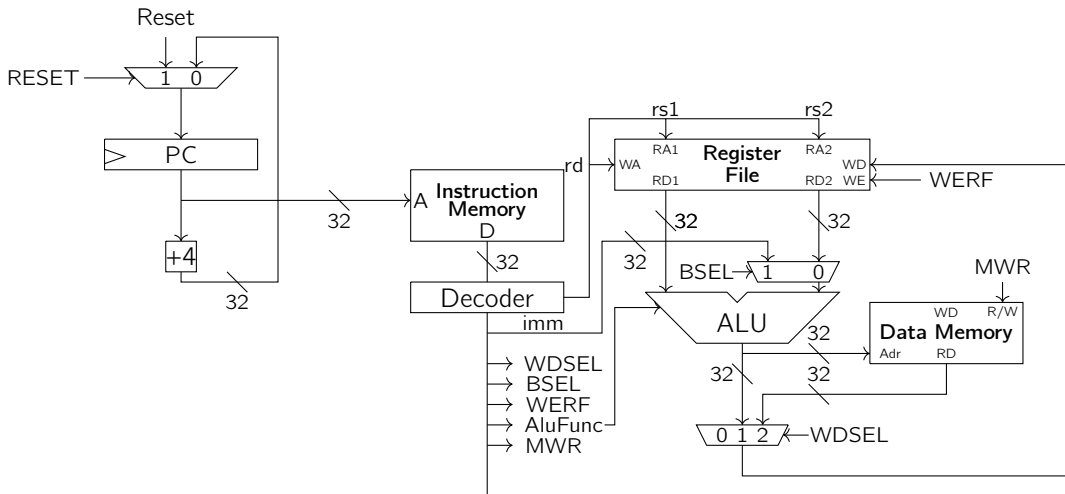 Reset
RESET
1 0
PC
+4
32
32
A Instruction
Memory
D
32
Decoder
rd
rs1
rs2
RA1
RA2
WA
Register
File
WD
RD1
RD2
WE
WERF
32
32
32
imm
BSEL
1 0
ALU
MWR
WD
R/W
Data Memory
Adr
RD
32
32
32
WDSEL
BSEL
WERF
AluFunc
MWR
0 1 2
WDSEL